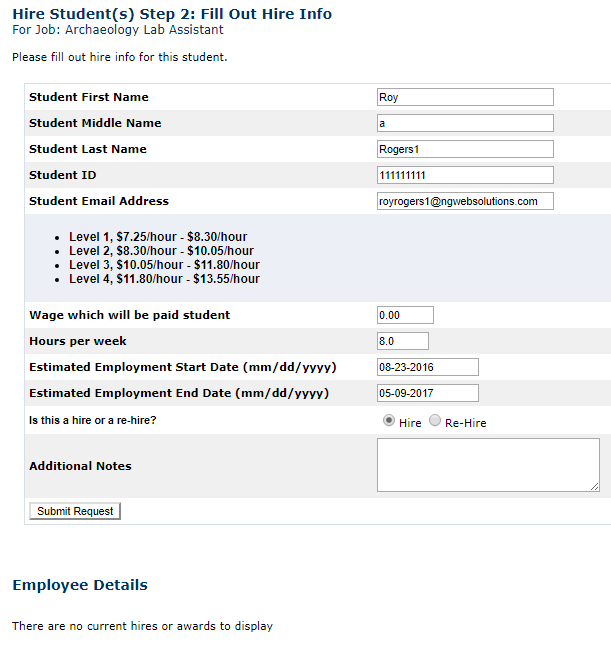 Hire Student(s) Step 2: Fill Out Hire Info
For Job: Archaeology Lab Assistant
Please fill out hire info for this student.
Student First Name Roy
Student Middle Name a
Student Last Name Rogers1
Student ID 111111111
Student Email Address royrogers1@ngwebsolutions.com
• Level 1, $7.25/hour - $8.30/hour
• Level 2, $8.30/hour - $10.05/hour
• Level 3, $10.05/hour - $11.80/hour
• Level 4, $11.80/hour - $13.55/hour
Wage which will be paid student 0.00
Hours per week 8.0
Estimated Employment Start Date (mm/dd/yyyy) 08-23-2016
Estimated Employment End Date (mm/dd/yyyy) 05-09-2017
Is this a hire or a re-hire? Hire Re-Hire
Additional Notes
Submit Request
Employee Details
There are no current hires or awards to display